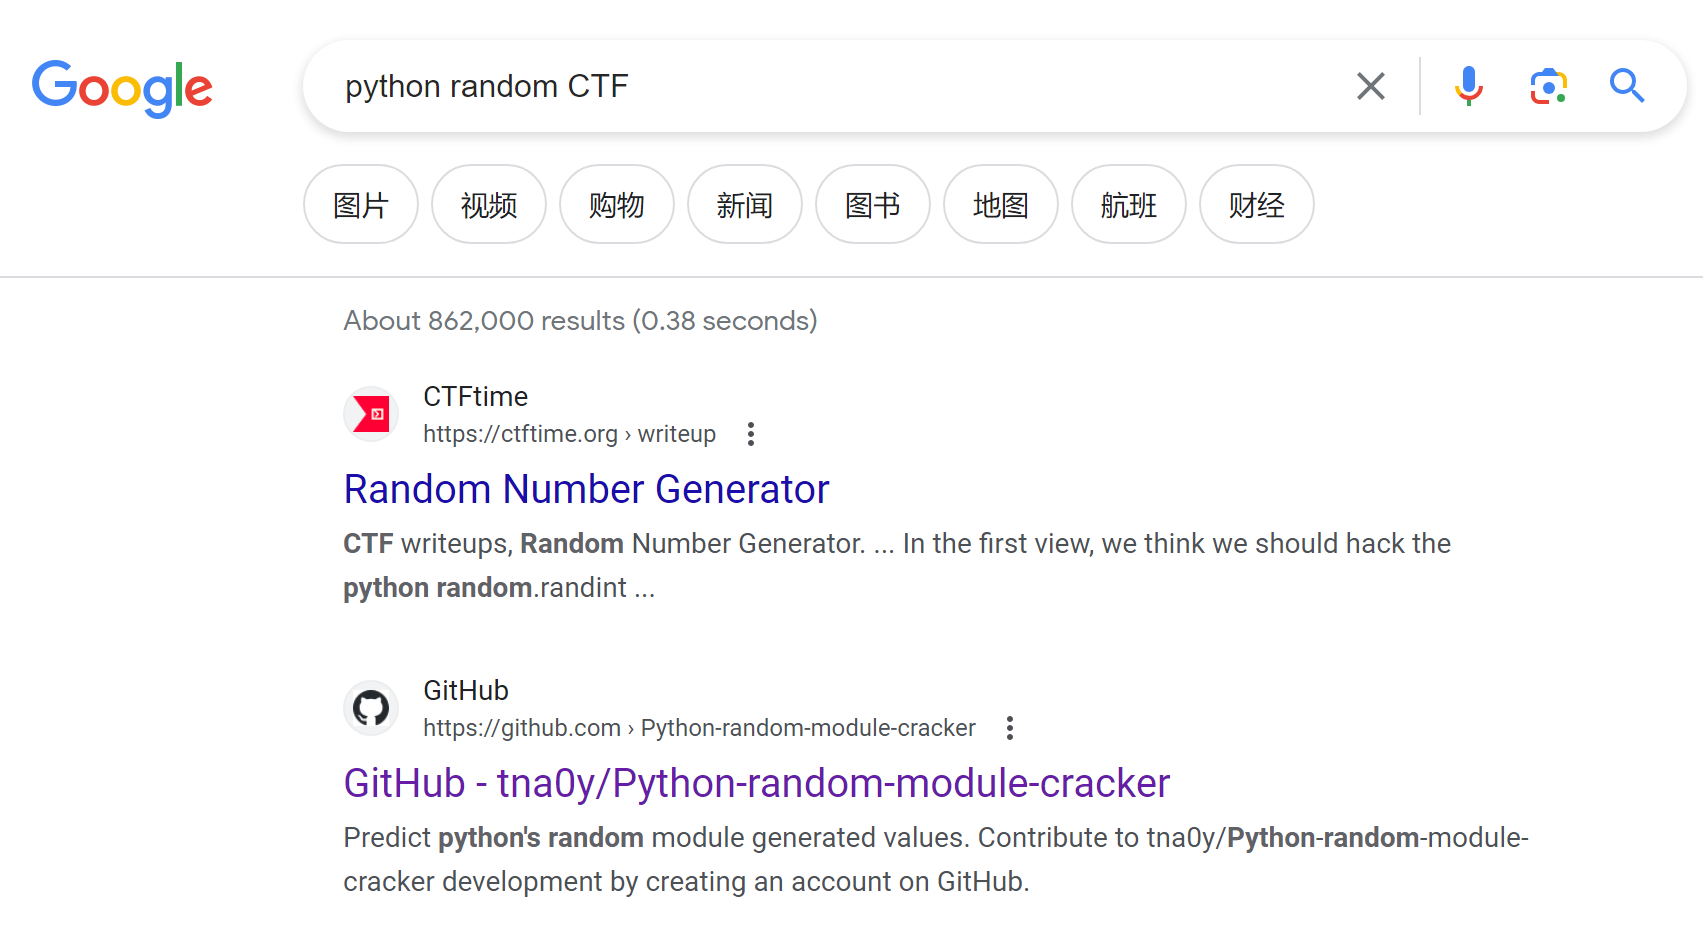 Google
python random CTF
图片 视频 购物 新闻 图书 地图 航班 财经
About 862,000 results (0.38 seconds)
CTFtime
https://ctftime.org › writeup
Random Number Generator
CTF writeups, Random Number Generator. ... In the first view, we think we should hack the
python random.randint ...
GitHub
https://github.com › Python-random-module-cracker
GitHub - tna0y/Python-random-module-cracker
Predict python's random module generated values. Contribute to tna0y/Python-random-module-
cracker development by creating an account on GitHub.